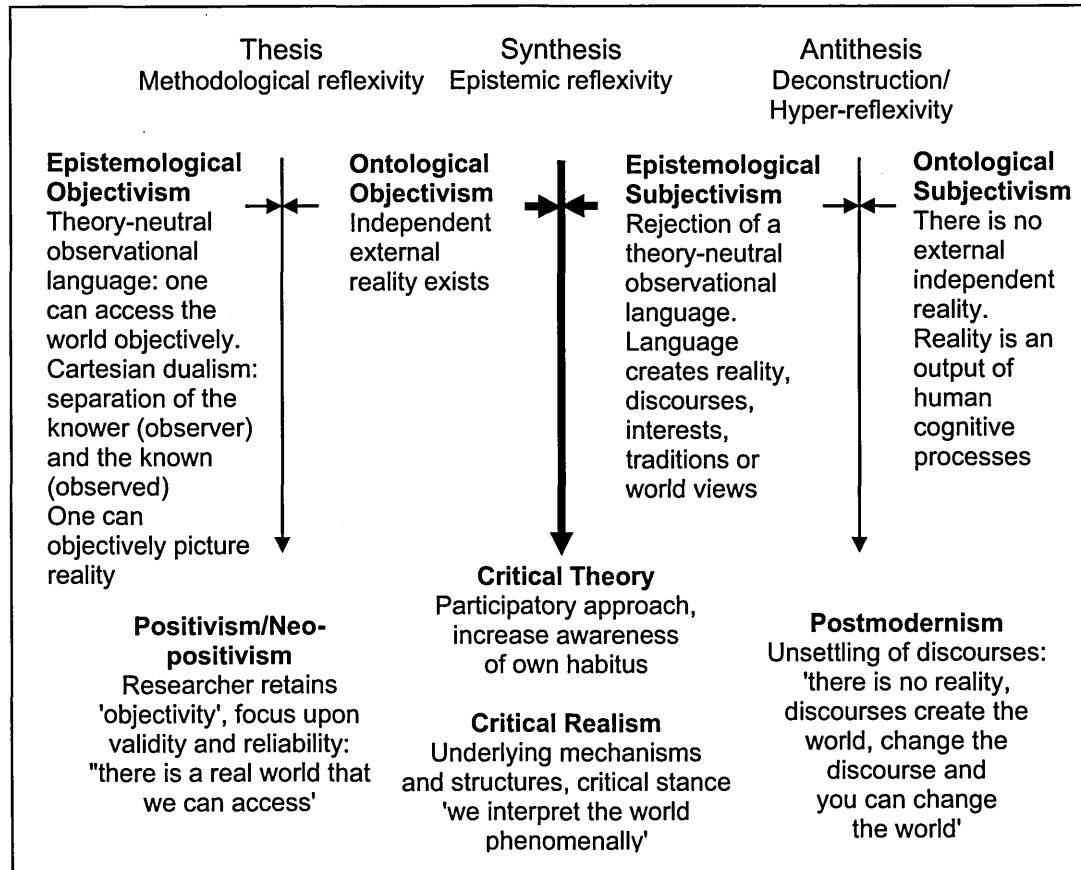 Thesis
Methodological reflexivity
Synthesis
Epistemic reflexivity
Antithesis
Deconstruction/
Hyper-reflexivity
Epistemological
Objectivism
Theory-neutral
observational
language: one
can access the
world objectively.
Cartesian dualism:
separation of the
knower (observer)
and the known
(observed)
One can
objectively picture
reality
Ontological
Objectivism
Independent
external
reality exists
Epistemological
Subjectivism
Rejection of a
theory-neutral
observational
language.
Language
creates reality,
discourses,
interests,
traditions or
world views
Ontological
Subjectivism
There is no
external
independent
reality.
Reality is an
output of
human
cognitive
processes
Positivism/Neo-
positivism
Researcher retains
'objectivity', focus upon
validity and reliability:
"there is a real world that
we can access'
Critical Theory
Participatory approach,
increase awareness
of own habitus
Critical Realism
Underlying mechanisms
and structures, critical stance
'we interpret the world
phenomenally'
Postmodernism
Unsettling of discourses:
'there is no reality,
discourses create the
world, change the
discourse and
you can change
the world'